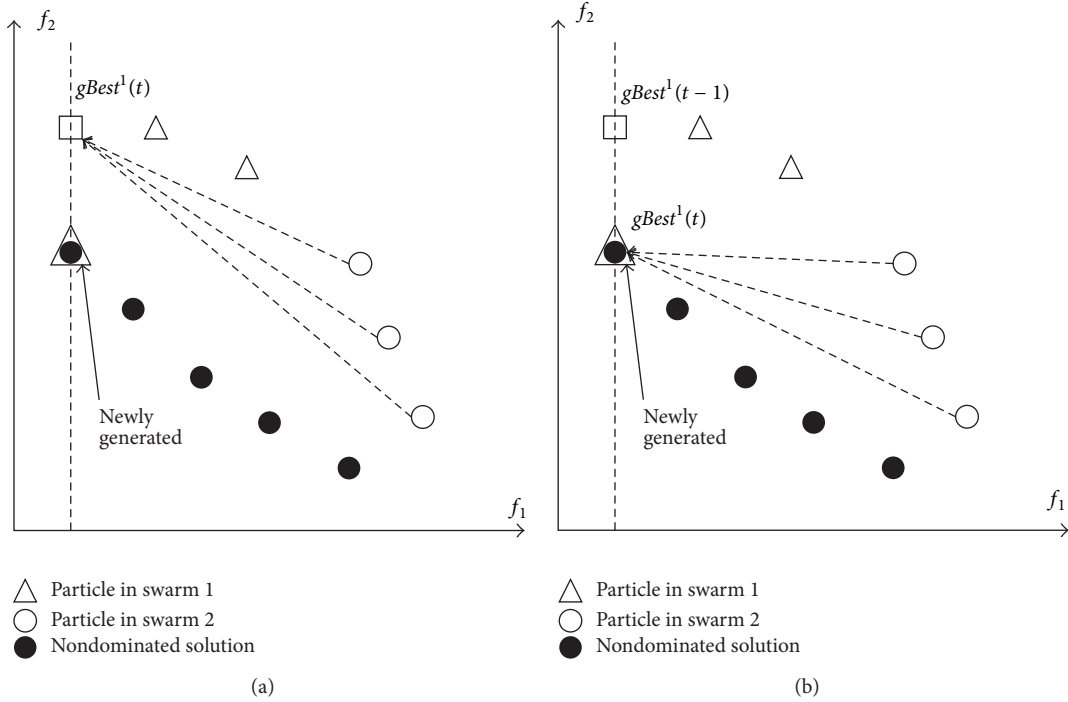 f₂
gBest¹(t)
Newly
generated
f₁
Particle in swarm 1
Particle in swarm 2
Nondominated solution
(a)
f₂
gBest¹(t − 1)
gBest¹(t)
Newly
generated
f₁
Particle in swarm 1
Particle in swarm 2
Nondominated solution
(b)